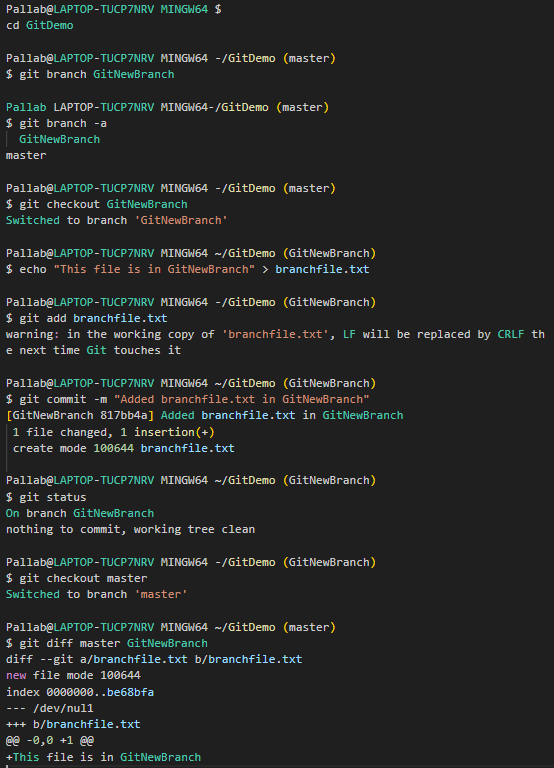 Pallab@LAPTOP-TUCP7NRV MINGW64 $
cd GitDemo

Pallab@LAPTOP-TUCP7NRV MINGW64 -/GitDemo (master)
$ git branch GitNewBranch

Pallab LAPTOP-TUCP7NRV MINGW64-/GitDemo (master)
$ git branch -a
  GitNewBranch
master

Pallab@LAPTOP-TUCP7NRV MINGW64 -/GitDemo (master)
$ git checkout GitNewBranch
Switched to branch 'GitNewBranch'

Pallab@LAPTOP-TUCP7NRV MINGW64 ~/GitDemo (GitNewBranch)
$ echo "This file is in GitNewBranch" > branchfile.txt

Pallab@LAPTOP-TUCP7NRV MINGW64 -/GitDemo (GitNewBranch)
$ git add branchfile.txt
warning: in the working copy of 'branchfile.txt', LF will be replaced by CRLF th
e next time Git touches it

Pallab@LAPTOP-TUCP7NRV MINGW64 ~/GitDemo (GitNewBranch)
$ git commit -m "Added branchfile.txt in GitNewBranch"
[GitNewBranch 817bb4a] Added branchfile.txt in GitNewBranch
 1 file changed, 1 insertion(+)
 create mode 100644 branchfile.txt

Pallab@LAPTOP-TUCP7NRV MINGW64 ~/GitDemo (GitNewBranch)
$ git status
On branch GitNewBranch
nothing to commit, working tree clean

Pallab@LAPTOP-TUCP7NRV MINGW64 -/GitDemo (GitNewBranch)
$ git checkout master
Switched to branch 'master'

Pallab@LAPTOP-TUCP7NRV MINGW64 ~/GitDemo (master)
$ git diff master GitNewBranch
diff --git a/branchfile.txt b/branchfile.txt
new file mode 100644
index 0000000..be68bfa
--- /dev/nul1
+++ b/branchfile.txt
@@ -0,0 +1 @@
+This file is in GitNewBranch